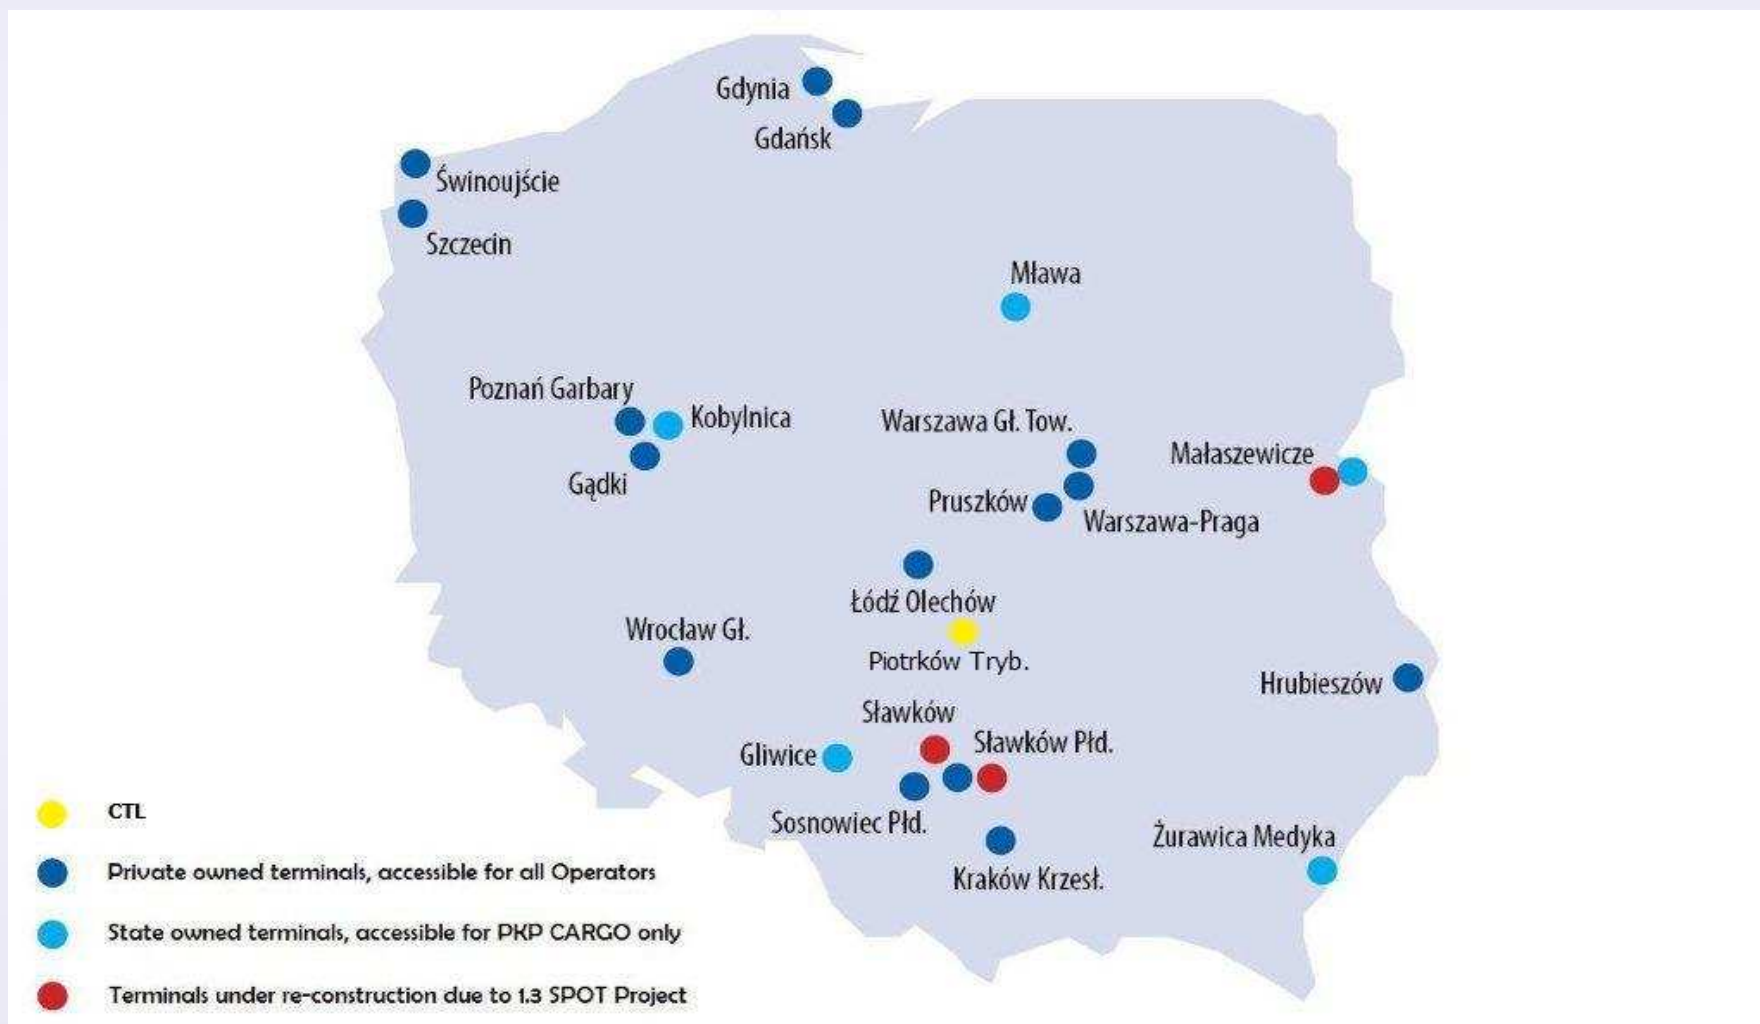 Gdynia
Gdańsk
Świnoujście
Szczecin
Mława
Poznań Garbary
Kobylnica
Warszawa Gł. Tow.
Małaszewicze
Gądki
Pruszków
Warszawa-Praga
Łódź Olechów
Wrocław Gł.
Piotrków Tryb.
Hrubieszów
Sławków
Sławków Płd.
Gliwice
Sosnowiec Płd.
Żurawica Medyka
Kraków Krzesł.
CTL
Private owned terminals, accessible for all Operators
State owned terminals, accessible for PKP CARGO only
Terminals under re-construction due to 1.3 SPOT Project